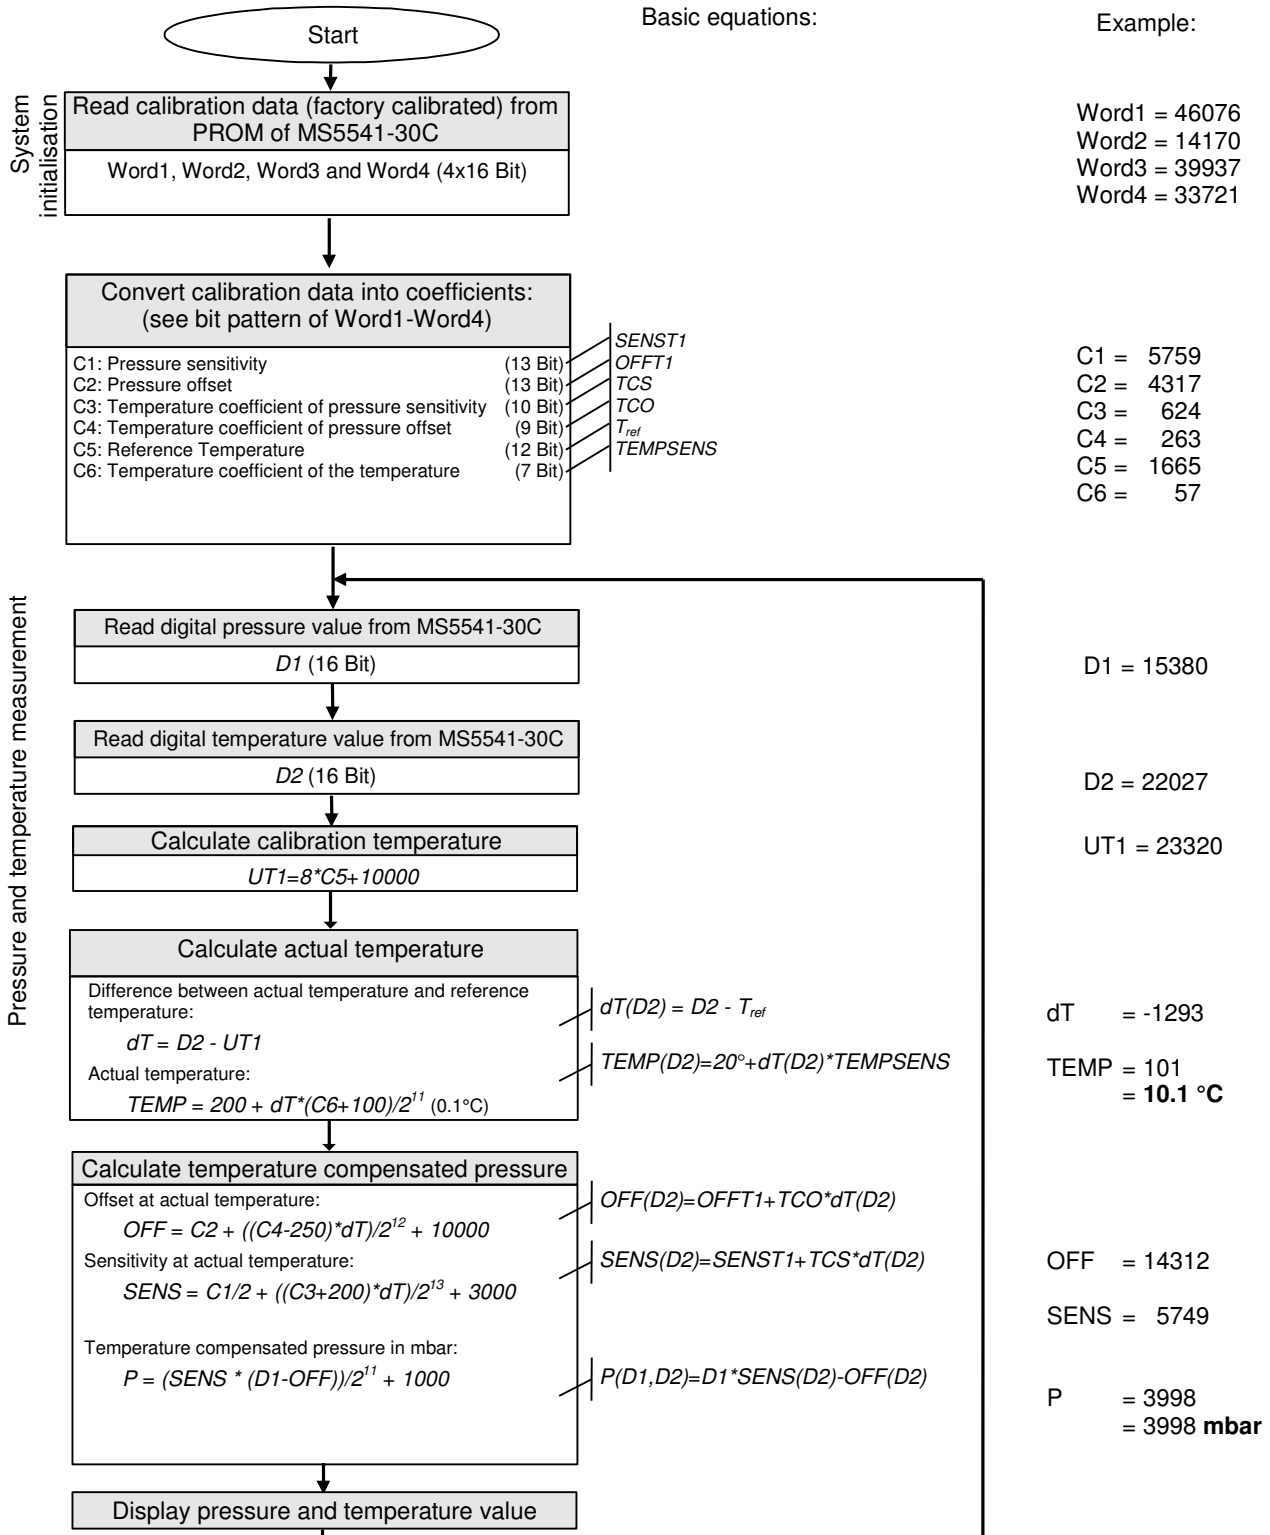 Basic equations:
Example:
Start
System
initialisation
Read calibration data (factory calibrated) from
PROM of MS5541-30C
Word1, Word2, Word3 and Word4 (4x16 Bit)
Word1 = 46076
Word2 = 14170
Word3 = 39937
Word4 = 33721
Convert calibration data into coefficients:
(see bit pattern of Word1-Word4)
C1: Pressure sensitivity (13 Bit)
C2: Pressure offset (13 Bit)
C3: Temperature coefficient of pressure sensitivity (10 Bit)
C4: Temperature coefficient of pressure offset (9 Bit)
C5: Reference Temperature (12 Bit)
C6: Temperature coefficient of the temperature (7 Bit)
SENST1
OFFT1
TCS
TCO
T_ref
TEMPSENS
C1 = 5759
C2 = 4317
C3 = 624
C4 = 263
C5 = 1665
C6 = 57
Pressure and temperature measurement
Read digital pressure value from MS5541-30C
D1 (16 Bit)
D1 = 15380
Read digital temperature value from MS5541-30C
D2 (16 Bit)
D2 = 22027
Calculate calibration temperature
UT1=8*C5+10000
UT1 = 23320
Calculate actual temperature
Difference between actual temperature and reference
temperature:
dT = D2 - UT1
dT(D2) = D2 - T_ref
dT = -1293
Actual temperature:
TEMP = 200 + dT*(C6+100)/2^11 (0.1°C)
TEMP(D2)=20°+dT(D2)*TEMPSENS
TEMP = 101
= 10.1 °C
Calculate temperature compensated pressure
Offset at actual temperature:
OFF = C2 + ((C4-250)*dT)/2^12 + 10000
OFF(D2)=OFFT1+TCO*dT(D2)
OFF = 14312
Sensitivity at actual temperature:
SENS = C1/2 + ((C3+200)*dT)/2^13 + 3000
SENS(D2)=SENST1+TCS*dT(D2)
SENS = 5749
Temperature compensated pressure in mbar:
P = (SENS * (D1-OFF))/2^11 + 1000
P(D1,D2)=D1*SENS(D2)-OFF(D2)
P = 3998
= 3998 mbar
Display pressure and temperature value